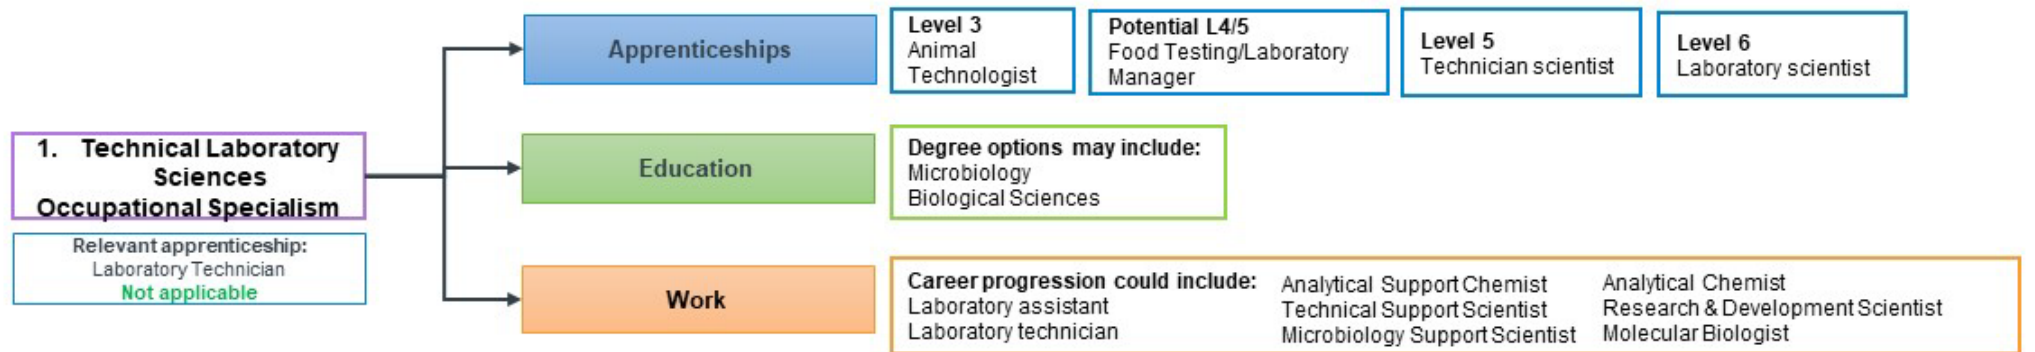 1. Technical Laboratory
Sciences
Occupational Specialism
Relevant apprenticeship:
Laboratory Technician
Not applicable
Apprenticeships
Level 3
Animal
Technologist
Potential L4/5
Food Testing/Laboratory
Manager
Level 5
Technician scientist
Level 6
Laboratory scientist
Education
Degree options may include:
Microbiology
Biological Sciences
Work
Career progression could include:
Laboratory assistant
Laboratory technician
Analytical Support Chemist
Technical Support Scientist
Microbiology Support Scientist
Analytical Chemist
Research & Development Scientist
Molecular Biologist